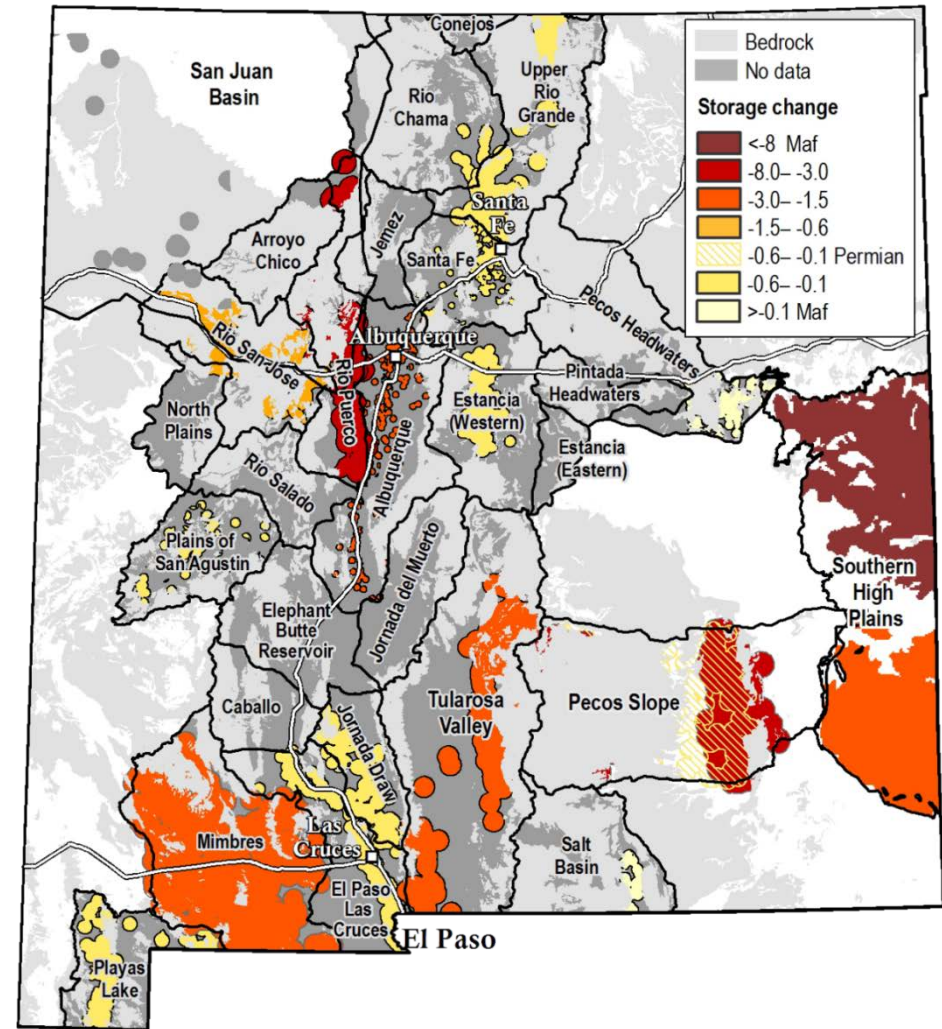 Conejos
San Juan
Basin
Rio
Chama
Upper
Rio
Grande
Bedrock
No data
Storage change
<-8 Maf
-8.0– -3.0
-3.0– -1.5
-1.5– -0.6
-0.6– -0.1 Permian
-0.6– -0.1
>-0.1 Maf
Santa
Fe
Jemez
Arroyo
Chico
Santa Fe
Pecos Headwaters
Rio San Jose
Albuquerque
Rio Puerco
Pintada
Headwaters
North
Plains
Estancia
(Western)
Albuquerque
Estancia
(Eastern)
Rio Salado
Plains of
San Agustin
Jornada del Muerto
Southern
High
Plains
Elephant
Butte
Reservoir
Caballo
Jornada Draw
Tularosa
Valley
Pecos Slope
Las
Cruces
Mimbres
Salt
Basin
El Paso
Las
Cruces
El Paso
Playas
Lake